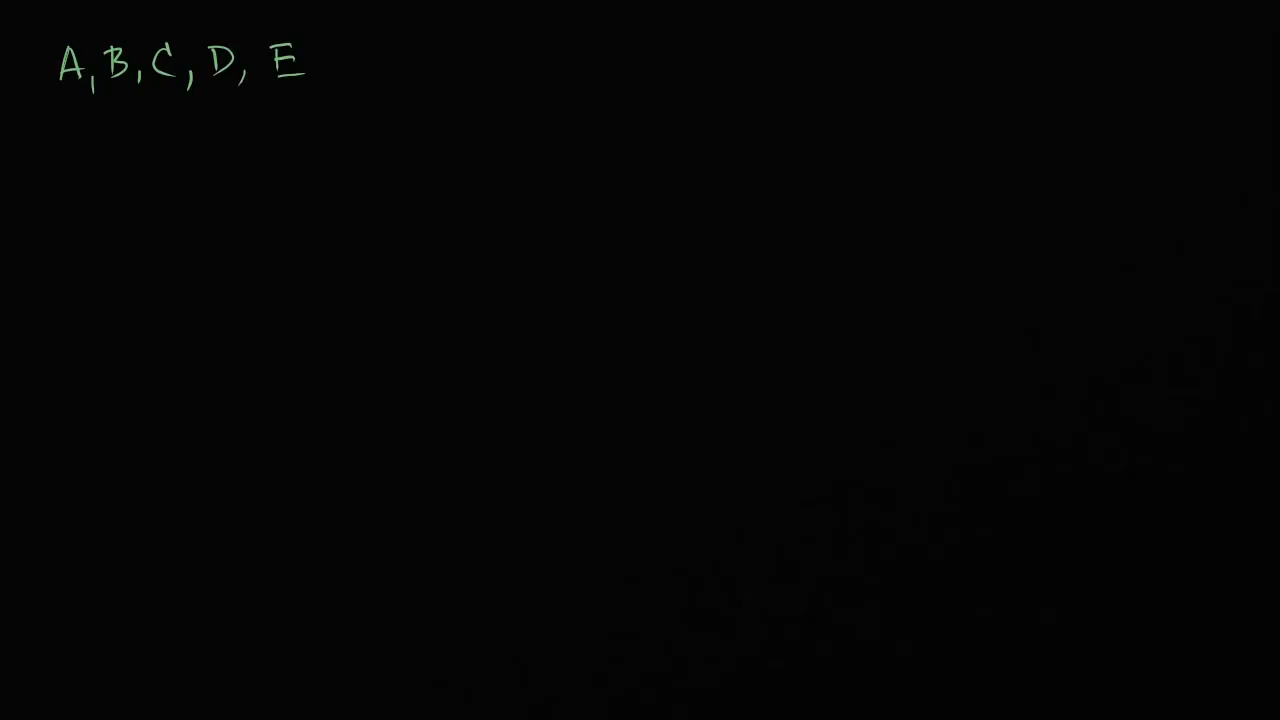 A, B, C, D, E